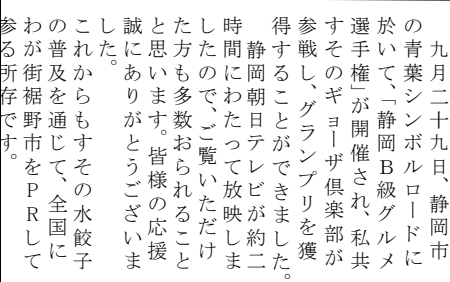 九月二十九日、静岡市
の青葉シンボルロードに
於いて、「静岡Ｂ級グルメ
選手権」が開催され、私共
すそのギョーザ倶楽部が
参戦し、グランプリを獲
得することができました。
静岡朝日テレビが約二
時間にわたって放映しま
したので、ご覧いただけ
た方も多数おられること
と思います。皆様の応援
誠にありがとうございま
した。
これからもすその水餃子
の普及を通じて、全国に
わが街裾野市をＰＲして
参る所存です。